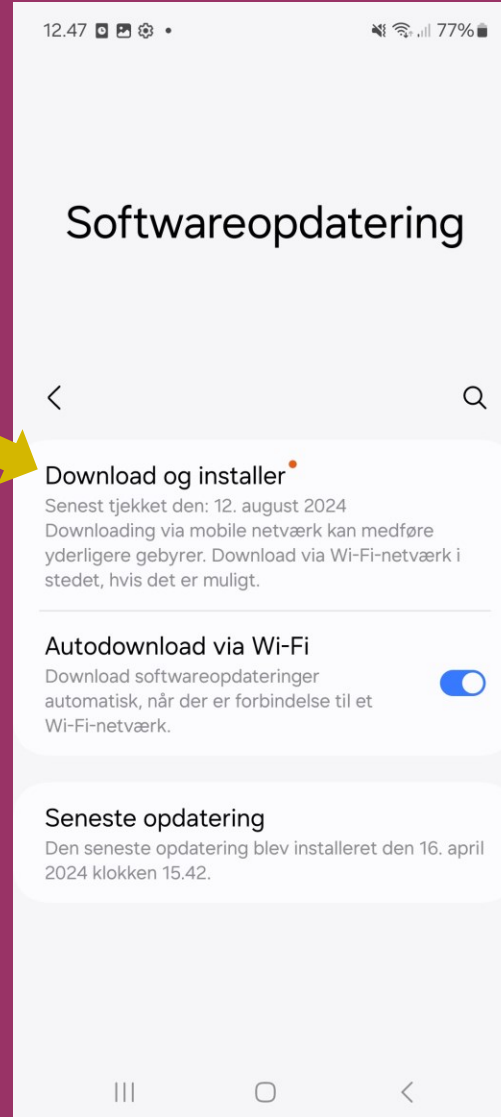 12.47 77%
Softwareopdatering
Download og installer
Senest tjekket den: 12. august 2024
Downloading via mobile netværk kan medføre
yderligere gebyrer. Download via Wi-Fi-netværk i
stedet, hvis det er muligt.
Autodownload via Wi-Fi
Download softwareopdateringer
automatisk, når der er forbindelse til et
Wi-Fi-netværk.
Seneste opdatering
Den seneste opdatering blev installeret den 16. april
2024 klokken 15.42.